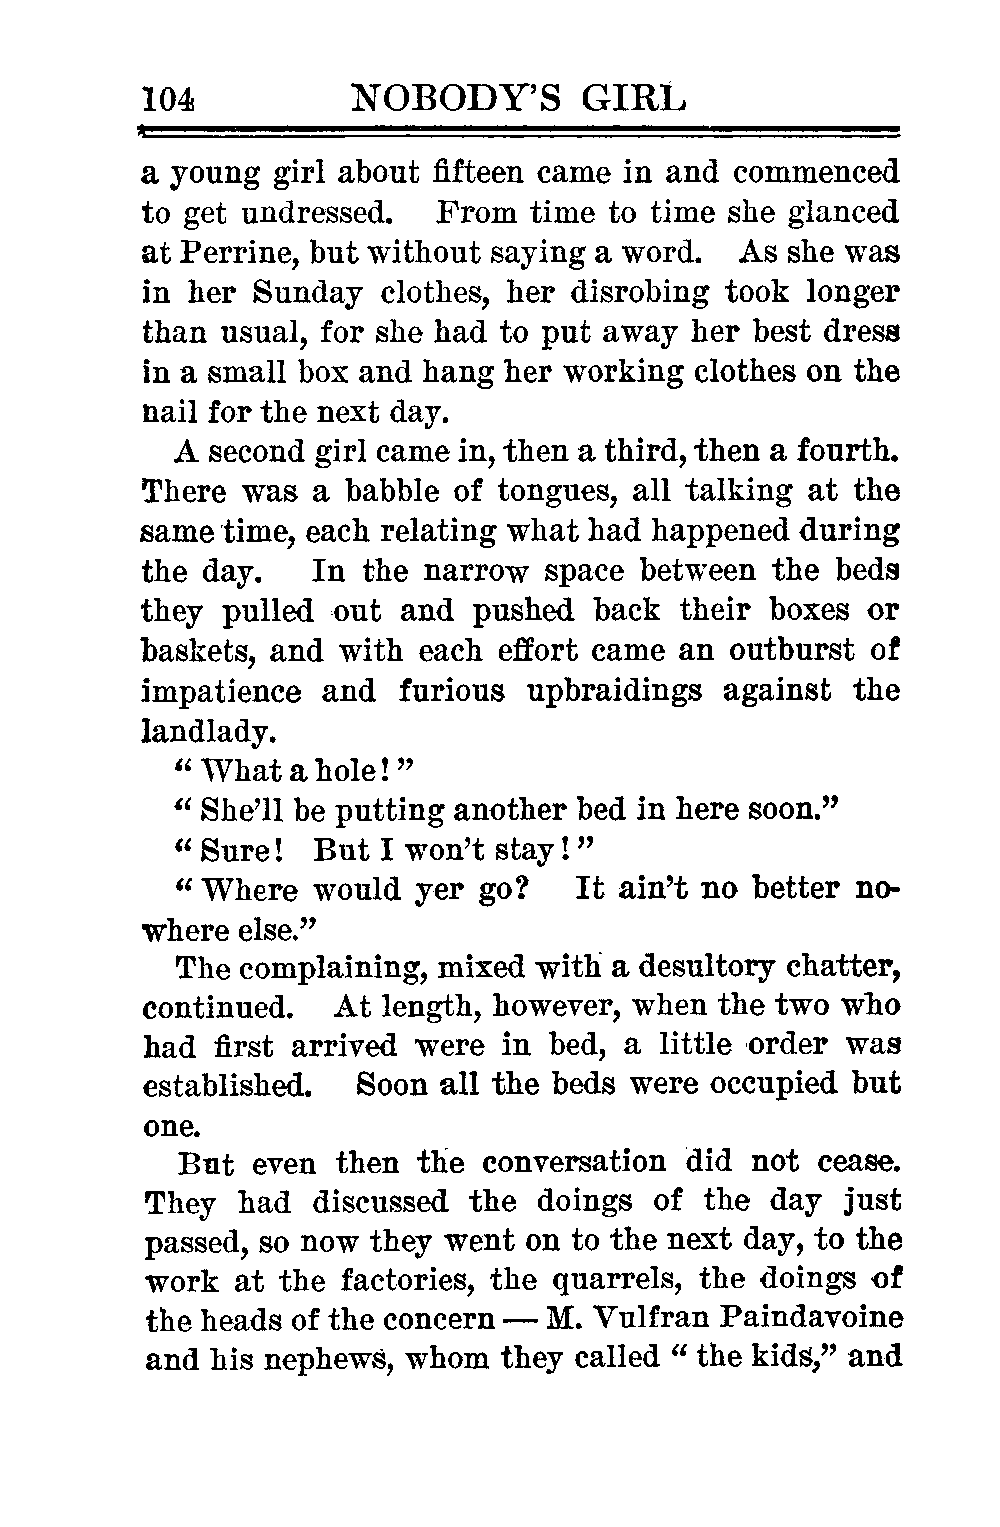 104 NOBODY'S GIRL
a young girl about fifteen came in and commenced
to get undressed. From time to time she glanced
at Perrine, but without saying a word. As she was
in her Sunday clothes, her disrobing took longer
than usual, for she had to put away her best dress
in a small box and hang her working clothes on the
nail for the next day.
A second girl came in, then a third, then a fourth.
There was a babble of tongues, all talking at the
same time, each relating what had happened during
the day. In the narrow space between the beds
they pulled out and pushed back their boxes or
baskets, and with each effort came an outburst of
impatience and furious upbraidings against the
landlady.
“ What a hole! ”
“ She’ll be putting another bed in here soon.”
“ Sure! But I won’t stay! ”
“ Where would yer go? It ain’t no better no-
where else.”
The complaining, mixed with a desultory chatter,
continued. At length, however, when the two who
had first arrived were in bed, a little order was
established. Soon all the beds were occupied but
one.
But even then the conversation did not cease.
They had discussed the doings of the day just
passed, so now they went on to the next day, to the
work at the factories, the quarrels, the doings of
the heads of the concern — M. Vulfran Paindavoine
and his nephews, whom they called “ the kids,” and